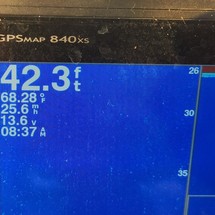 GPSMAP 840xs
42.3 ft
68.28 °F
25.6 mh
13.6 v
08:37 A
26
30
35